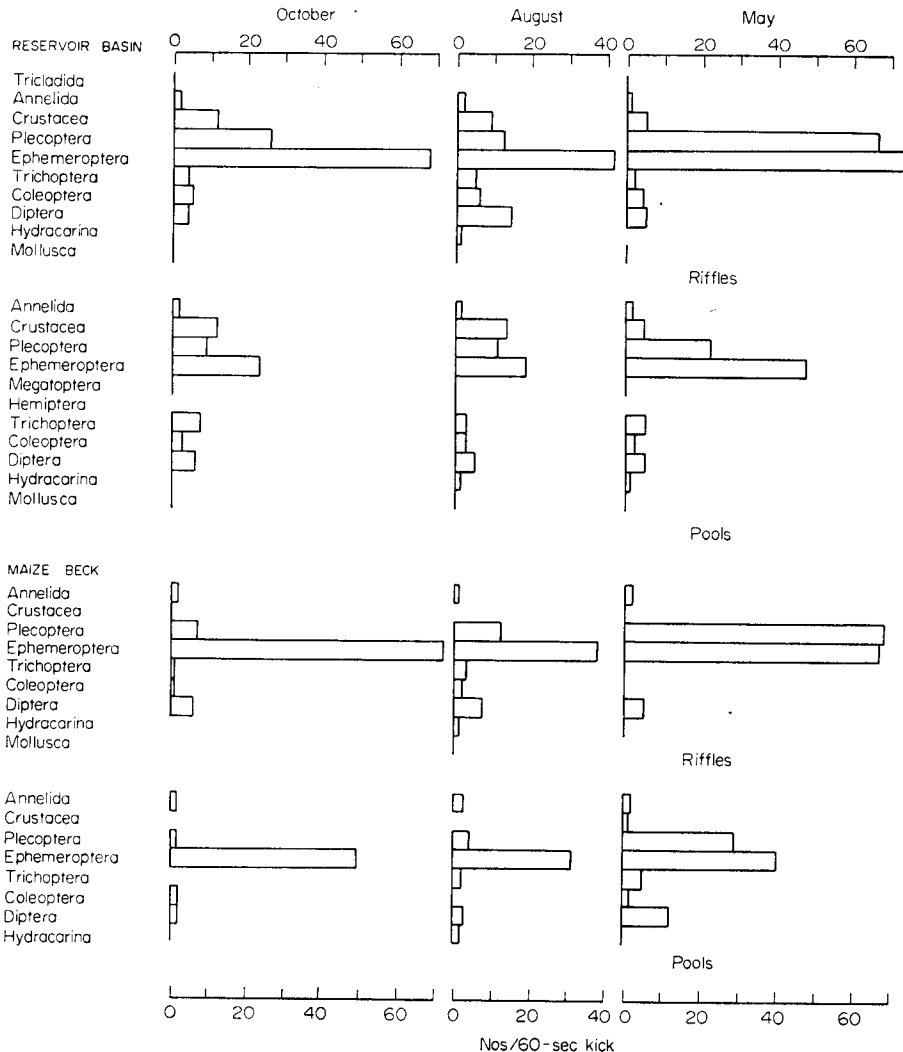 October August May
RESERVOIR BASIN 0 20 40 60 0 20 40 0 20 40 60
Tricladida
Annelida
Crustacea
Plecoptera
Ephemeroptera
Trichoptera
Coleoptera
Diptera
Hydracarina
Mollusca
Riffles
Annelida
Crustacea
Plecoptera
Ephemeroptera
Megatoptera
Hemiptera
Trichoptera
Coleoptera
Diptera
Hydracarina
Mollusca
Pools
MAIZE BECK
Annelida
Crustacea
Plecoptera
Ephemeroptera
Trichoptera
Coleoptera
Diptera
Hydracarina
Mollusca
Riffles
Annelida
Crustacea
Plecoptera
Ephemeroptera
Trichoptera
Coleoptera
Diptera
Hydracarina
Pools
0 20 40 60 0 20 40 0 20 40 60
Nos/60-sec kick